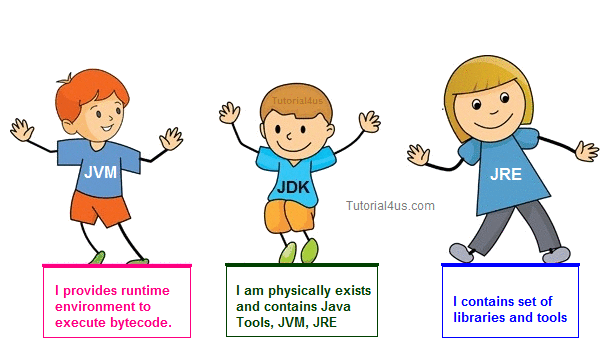 Tutorial4us
JVM
JDK
JRE
Tutorial4us.com
I provides runtime
environment to
execute bytecode.
I am physically exists
and contains Java
Tools, JVM, JRE
I contains set of
libraries and tools